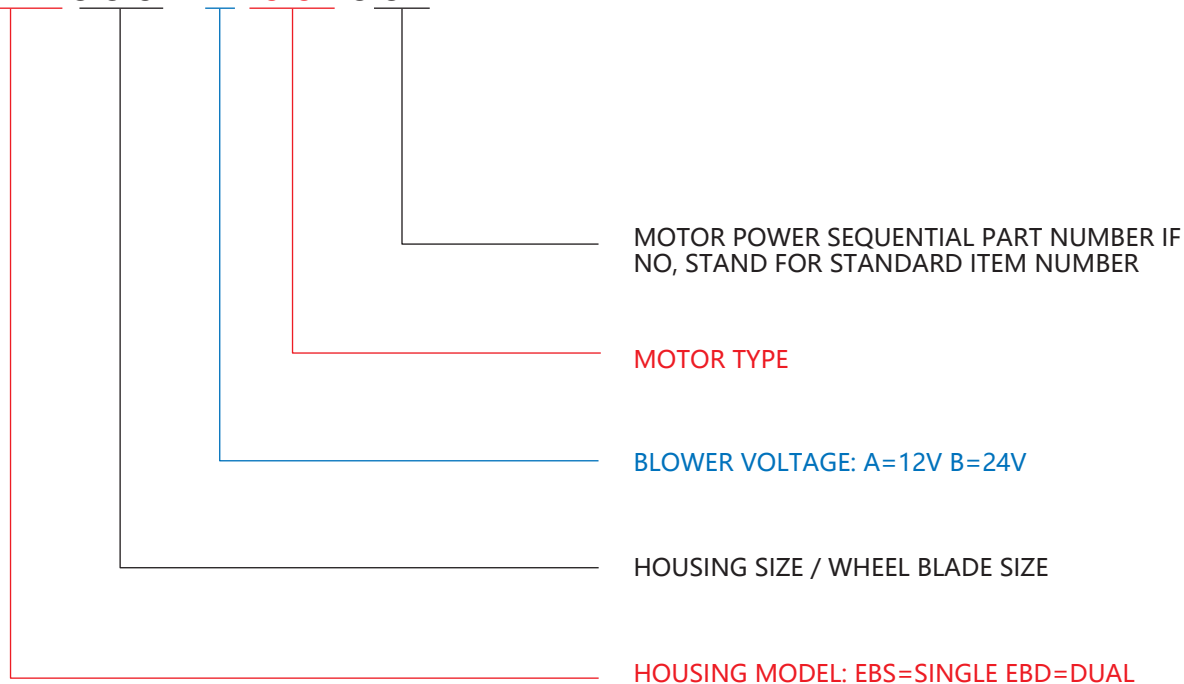 MOTOR POWER SEQUENTIAL PART NUMBER IF
NO, STAND FOR STANDARD ITEM NUMBER
MOTOR TYPE
BLOWER VOLTAGE: A=12V B=24V
HOUSING SIZE / WHEEL BLADE SIZE
HOUSING MODEL: EBS=SINGLE EBD=DUAL